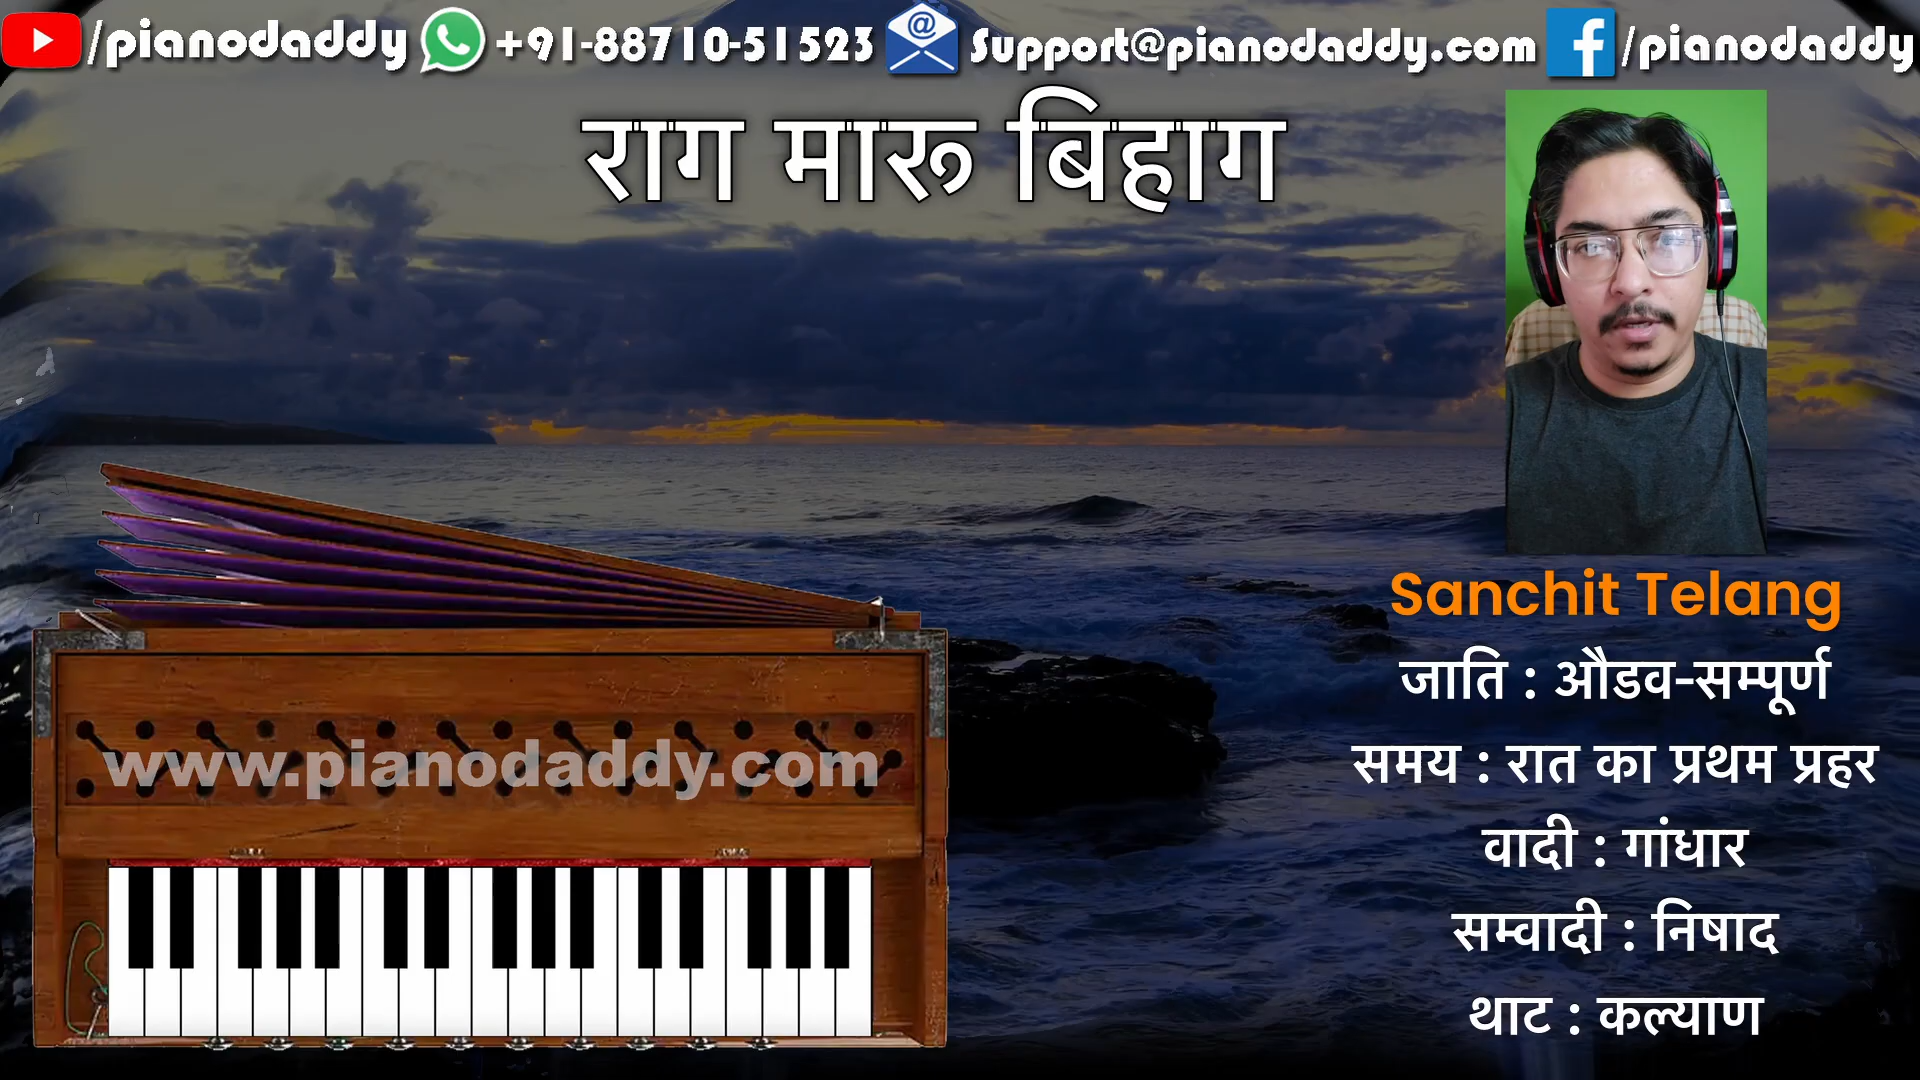 /pianodaddy +91-88710-51523 Support@pianodaddy.com /pianodaddy
राग मारू बिहाग
Sanchit Telang
जाति : औडव-सम्पूर्ण
समय : रात का प्रथम प्रहर
वादी : गांधार
सम्वादी : निषाद
थाट : कल्याण
www.pianodaddy.com